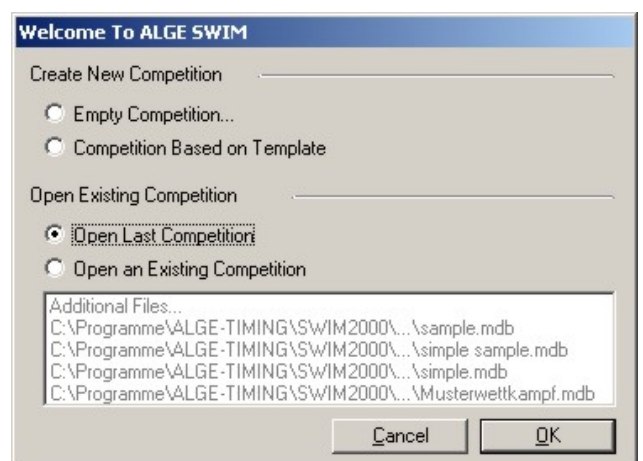 Welcome To ALGE SWIM
Create New Competition
Empty Competition...
Competition Based on Template
Open Existing Competition
Open Last Competition
Open an Existing Competition
Additional Files...
C:\Programme\ALGE-TIMING\SWIM2000\...\sample.mdb
C:\Programme\ALGE-TIMING\SWIM2000\...\simple sample.mdb
C:\Programme\ALGE-TIMING\SWIM2000\...\simple.mdb
C:\Programme\ALGE-TIMING\SWIM2000\...\Musterwettkampf.mdb
Cancel OK